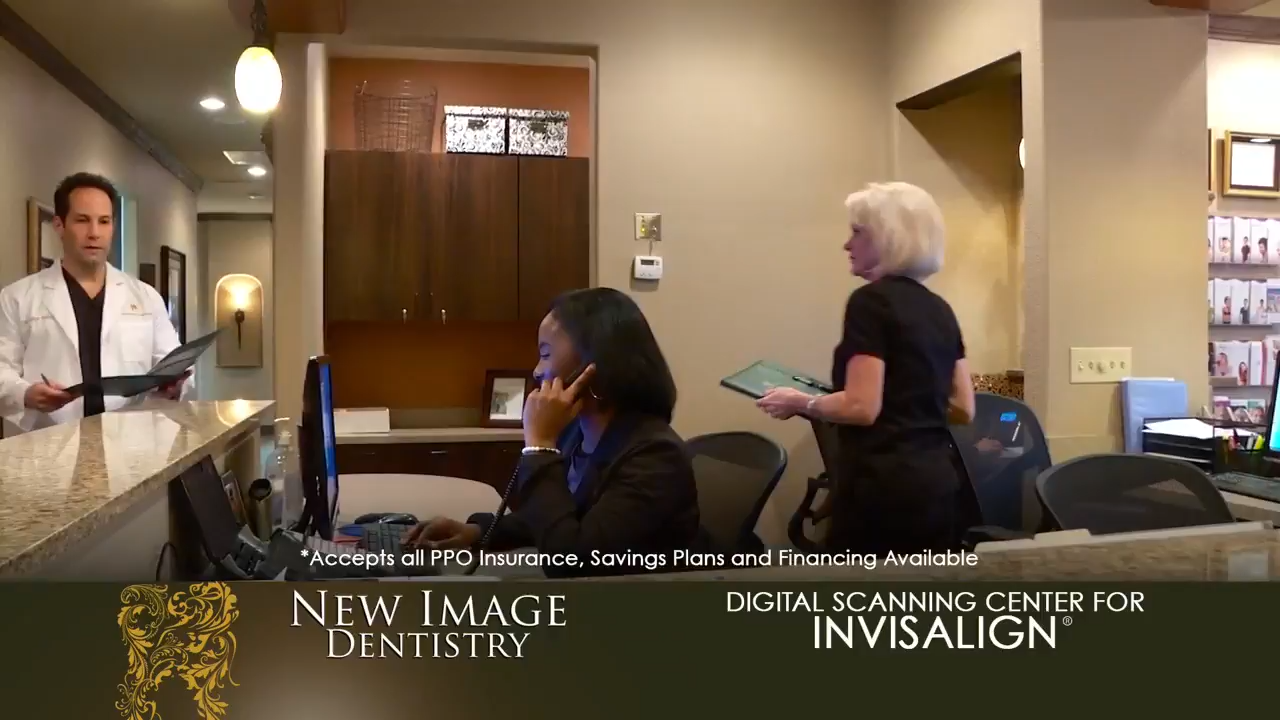 *Accepts all PPO Insurance, Savings Plans and Financing Available
NEW IMAGE
DENTISTRY
DIGITAL SCANNING CENTER FOR
INVISALIGN®